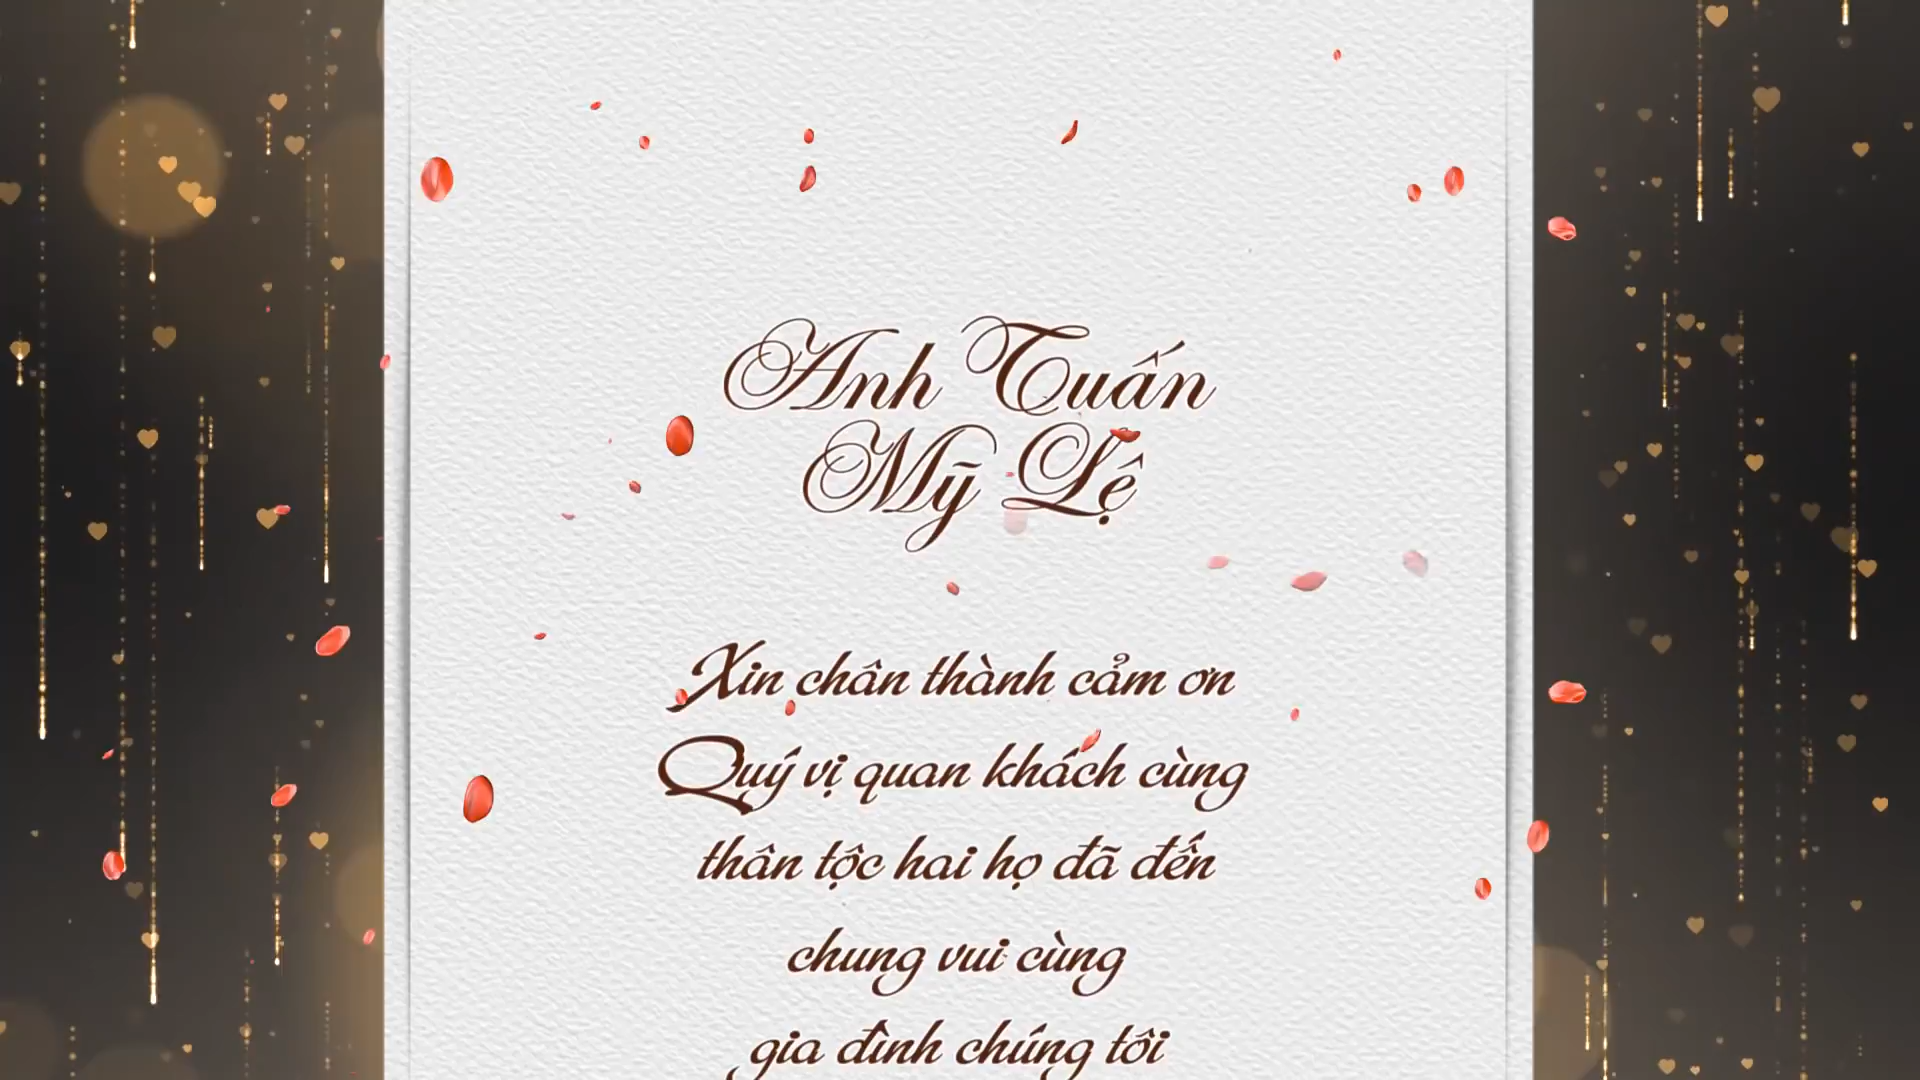 Anh Tuấn
Mỹ Lệ
Xin chân thành cảm ơn
Quý vị quan khách cùng
thân tộc hai họ đã đến
chung vui cùng
gia đình chúng tôi